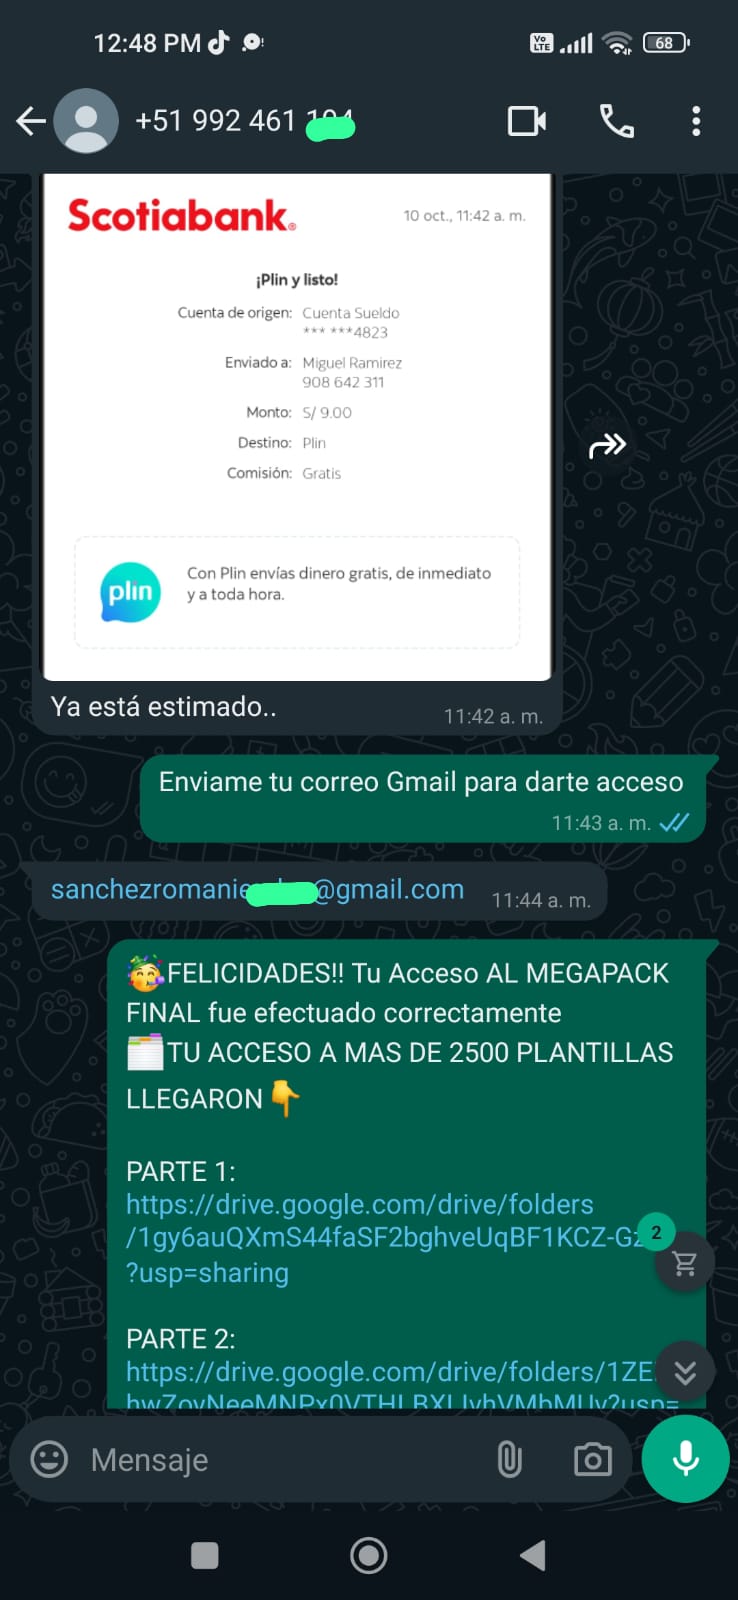 12:48 PM
Vo LTE
68
+51 992 461
Scotiabank®
10 oct., 11:42 a. m.
¡Plin y listo!
Cuenta de origen: Cuenta Sueldo
*** ***4823
Enviado a: Miguel Ramirez
908 642 311
Monto: S/ 9.00
Destino: Plin
Comisión: Gratis
plin
Con Plin envías dinero gratis, de inmediato
y a toda hora.
Ya está estimado..
11:42 a. m.
Enviame tu correo Gmail para darte acceso
11:43 a. m.
sanchezromanie @gmail.com
11:44 a. m.
🥳FELICIDADES!! Tu Acceso AL MEGAPACK
FINAL fue efectuado correctamente
🗂TU ACCESO A MAS DE 2500 PLANTILLAS
LLEGARON👇
PARTE 1:
https://drive.google.com/drive/folders
/1gy6auQXmS44faSF2bghveUqBF1KCZ-Gz
2
?usp=sharing
PARTE 2:
https://drive.google.com/drive/folders/1ZE
Mensaje